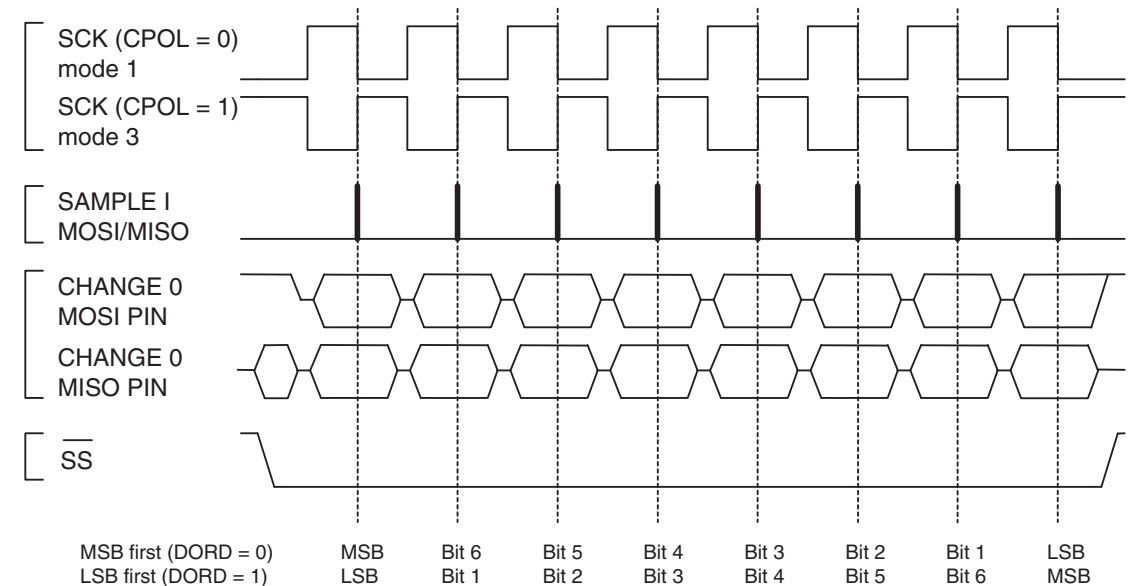 SCK (CPOL = 0)
mode 1
SCK (CPOL = 1)
mode 3
SAMPLE I
MOSI/MISO
CHANGE 0
MOSI PIN
CHANGE 0
MISO PIN
SS
MSB first (DORD = 0) MSB Bit 6 Bit 5 Bit 4 Bit 3 Bit 2 Bit 1 LSB
LSB first (DORD = 1) LSB Bit 1 Bit 2 Bit 3 Bit 4 Bit 5 Bit 6 MSB